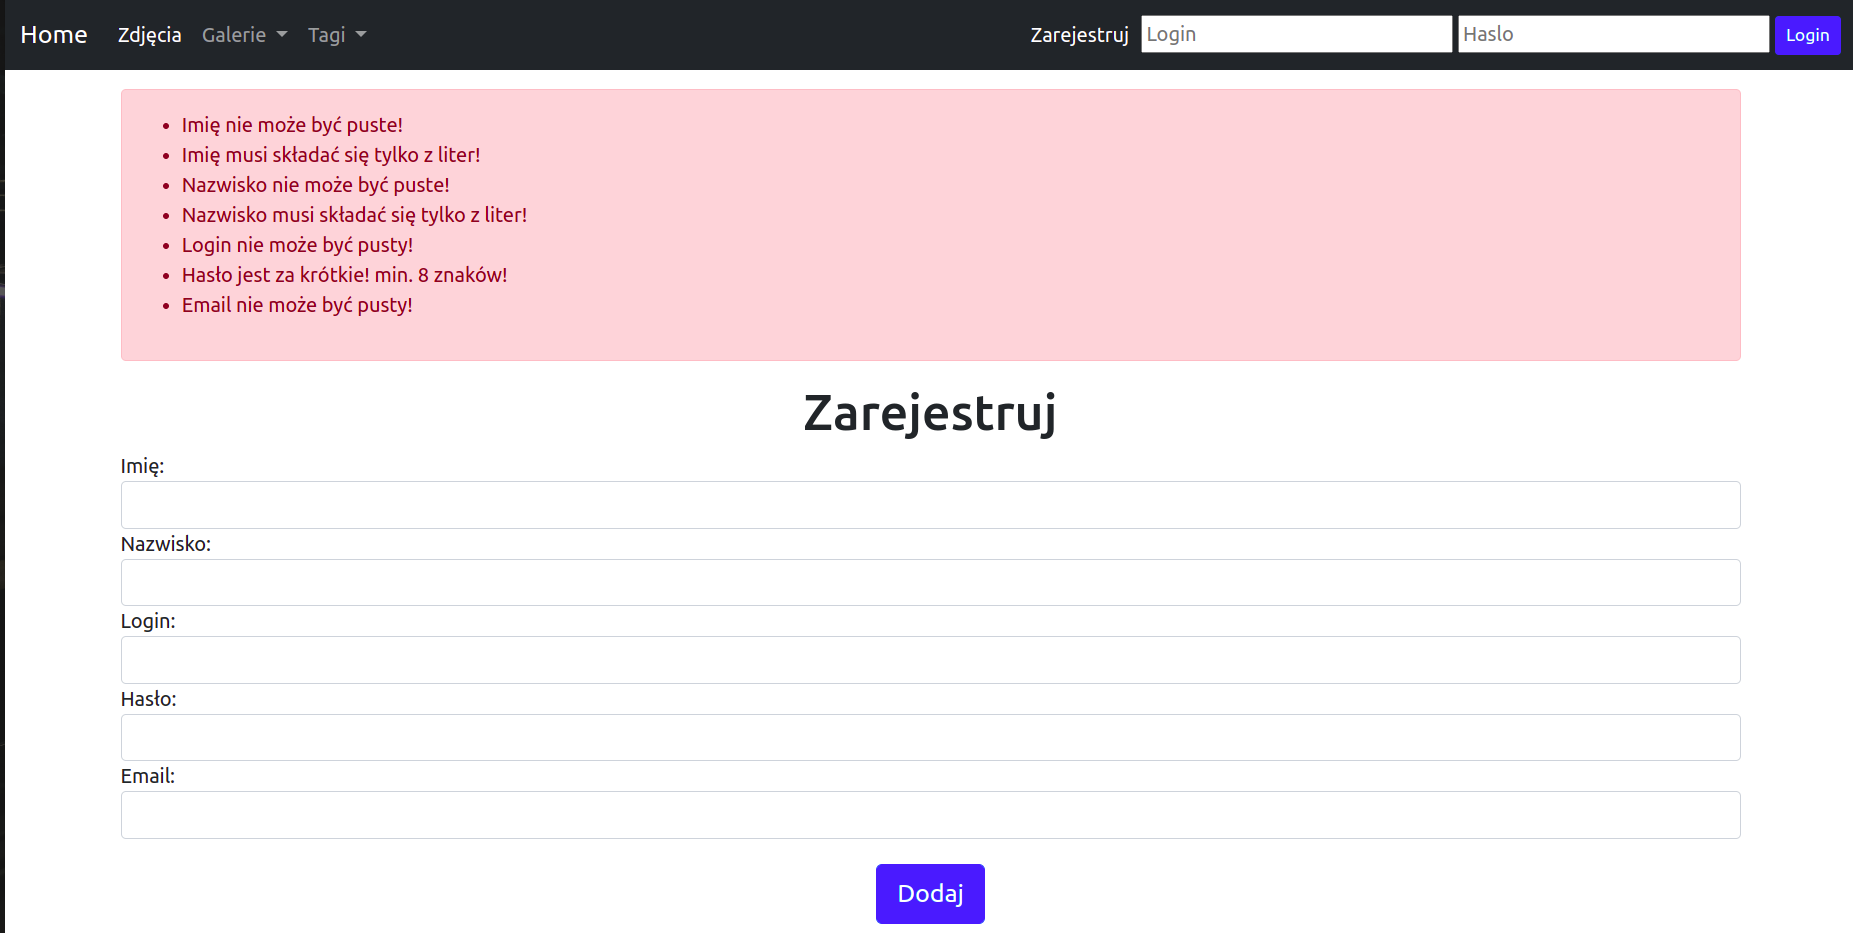 Home Zdjęcia Galerie Tagi Zarejestruj Login Haslo Login
Imię nie może być puste!
Imię musi składać się tylko z liter!
Nazwisko nie może być puste!
Nazwisko musi składać się tylko z liter!
Login nie może być pusty!
Hasło jest za krótkie! min. 8 znaków!
Email nie może być pusty!
Zarejestruj
Imię:
Nazwisko:
Login:
Hasło:
Email:
Dodaj